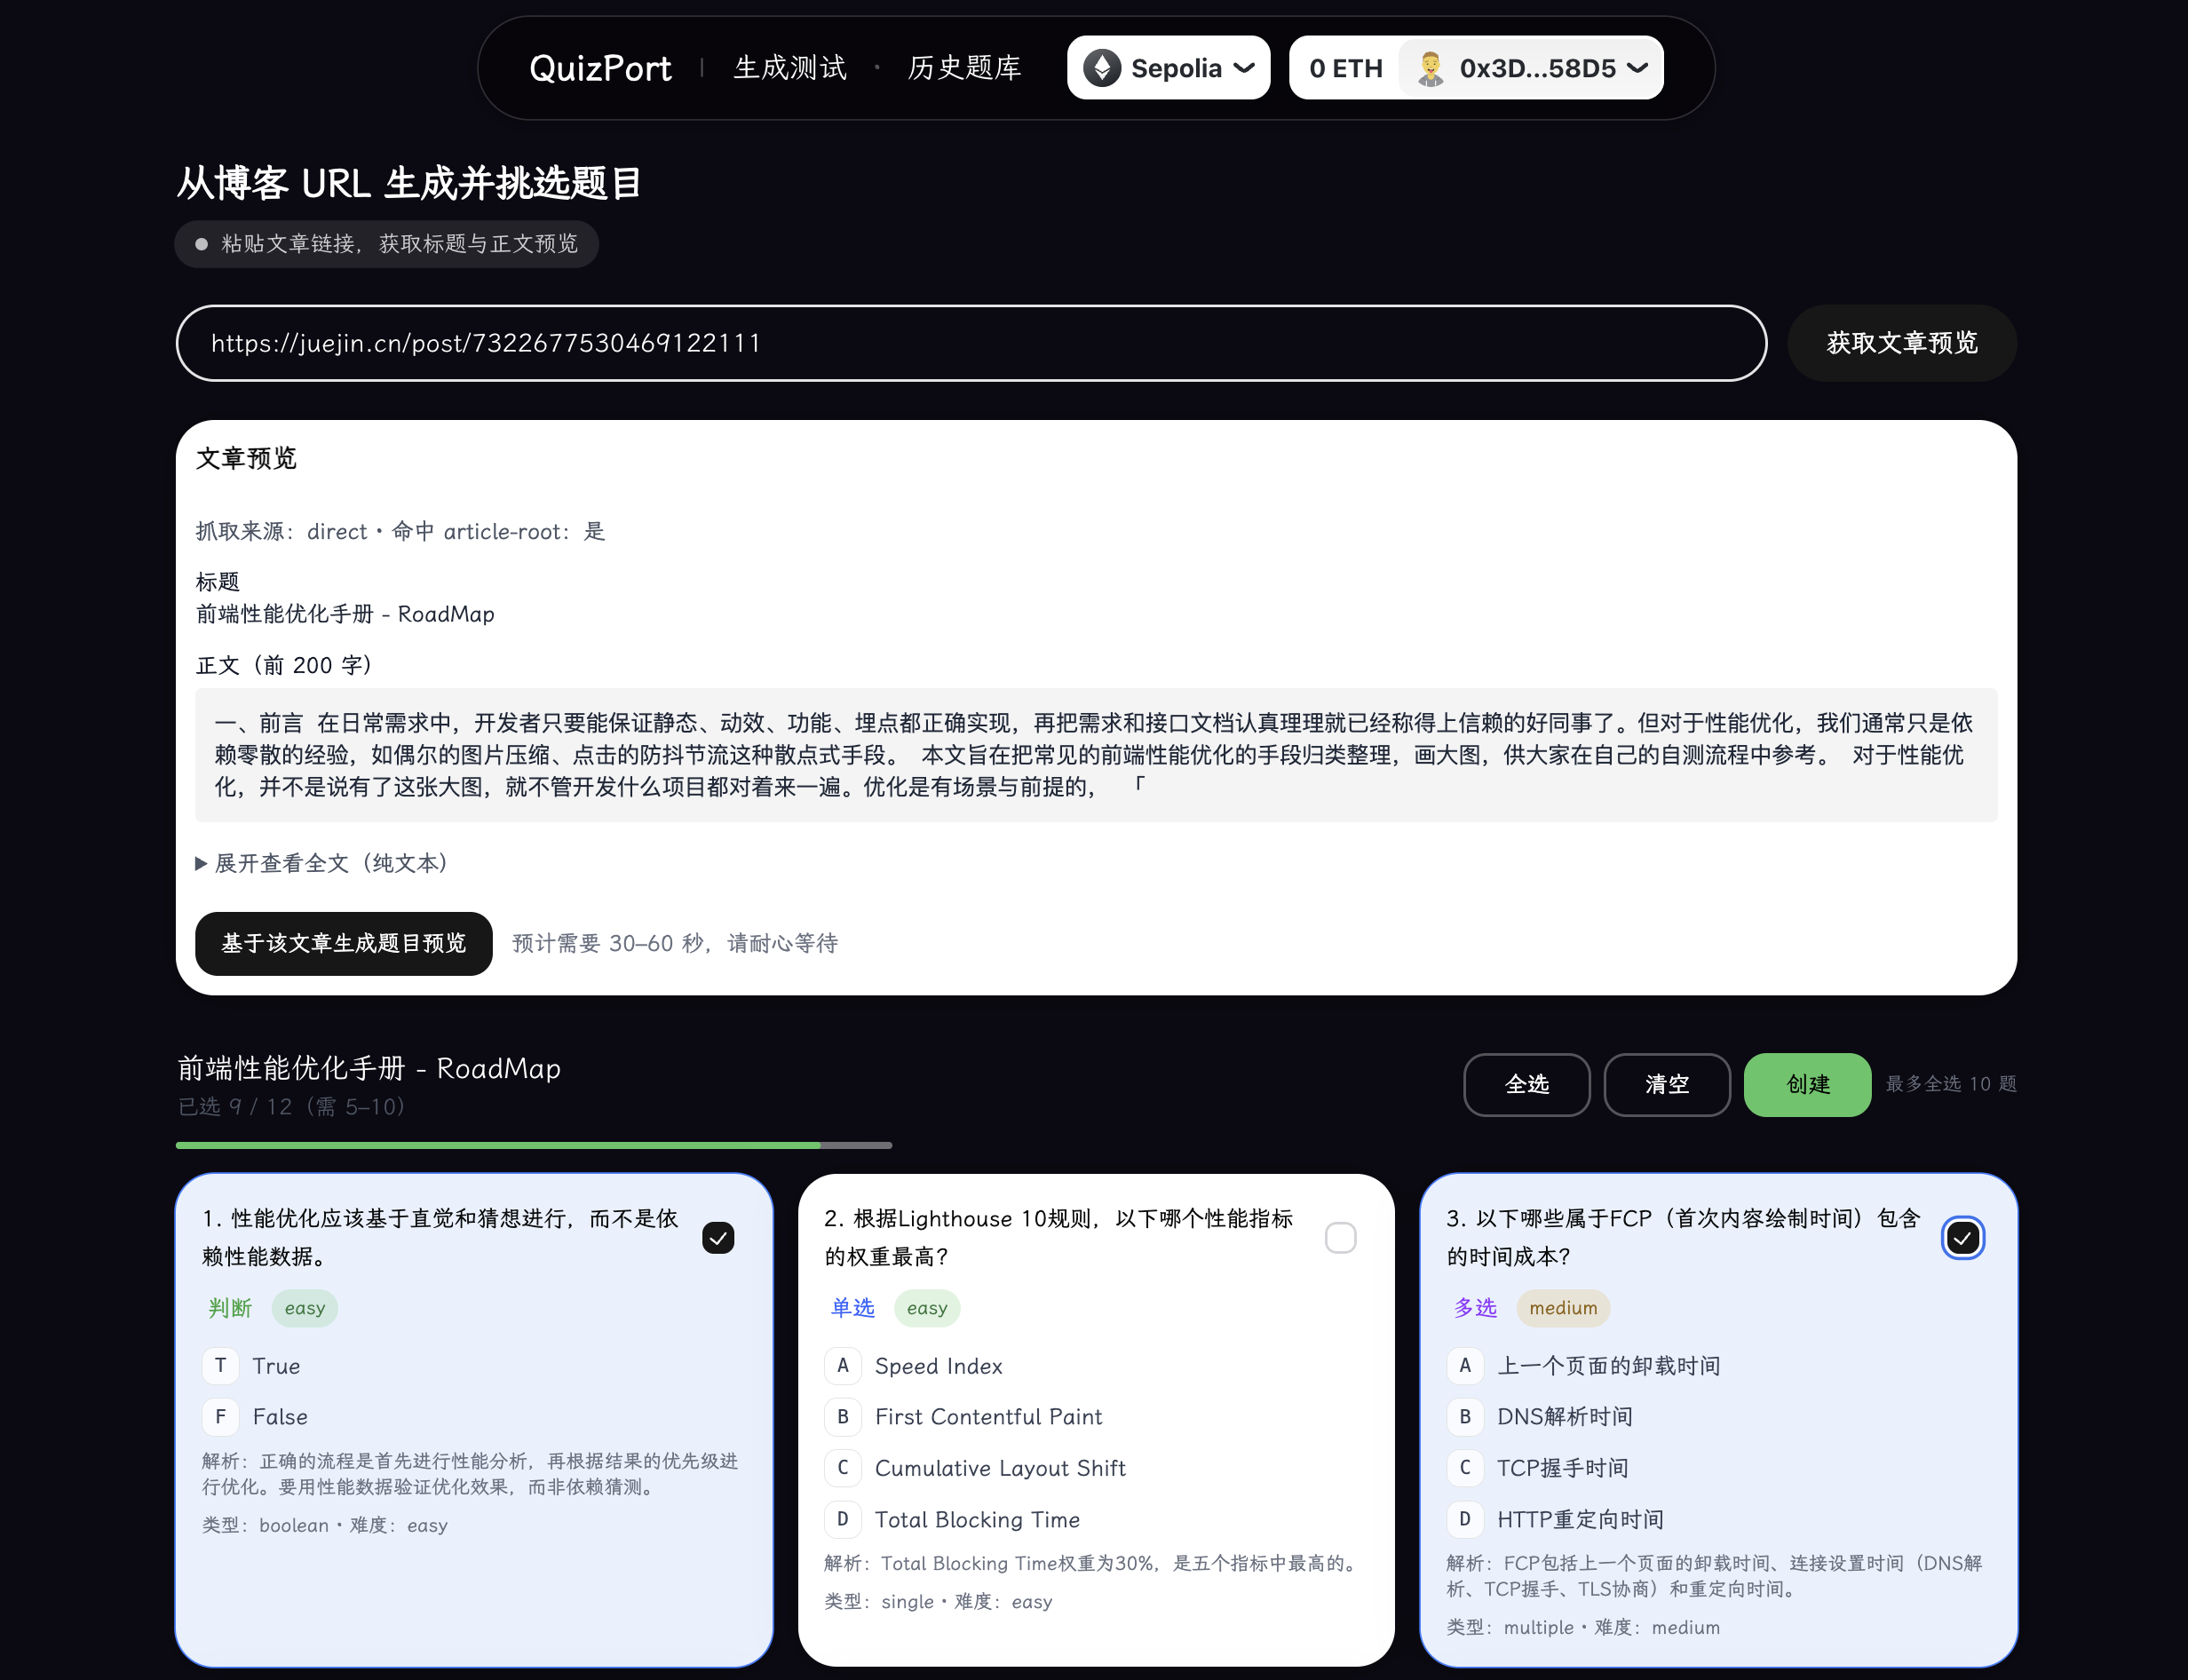 QuizPort | 生成测试 · 历史题库 Sepolia 0 ETH 0x3D...58D5
从博客 URL 生成并挑选题目
粘贴文章链接，获取标题与正文预览
https://juejin.cn/post/7322677530469122111 获取文章预览
文章预览
抓取来源：direct • 命中 article-root：是
标题
前端性能优化手册 - RoadMap
正文（前 200 字）
一、前言 在日常需求中，开发者只要能保证静态、动效、功能、埋点都正确实现，再把需求和接口文档认真理理就已经称得上信赖的好同事了。但对于性能优化，我们通常只是依
赖零散的经验，如偶尔的图片压缩、点击的防抖节流这种散点式手段。 本文旨在把常见的前端性能优化的手段归类整理，画大图，供大家在自己的自测流程中参考。 对于性能优
化，并不是说有了这张大图，就不管开发什么项目都对着来一遍。优化是有场景与前提的， 「
展开查看全文（纯文本）
基于该文章生成题目预览 预计需要 30–60 秒，请耐心等待
前端性能优化手册 - RoadMap
已选 9 / 12（需 5–10）
全选 清空 创建 最多全选 10 题
1. 性能优化应该基于直觉和猜想进行，而不是依
赖性能数据。
判断 easy
T True
F False
解析：正确的流程是首先进行性能分析，再根据结果的优先级进
行优化。要用性能数据验证优化效果，而非依赖猜测。
类型：boolean • 难度：easy
2. 根据Lighthouse 10规则，以下哪个性能指标
的权重最高？
单选 easy
A Speed Index
B First Contentful Paint
C Cumulative Layout Shift
D Total Blocking Time
解析：Total Blocking Time权重为30%，是五个指标中最高的。
类型：single • 难度：easy
3. 以下哪些属于FCP（首次内容绘制时间）包含
的时间成本？
多选 medium
A 上一个页面的卸载时间
B DNS解析时间
C TCP握手时间
D HTTP重定向时间
解析：FCP包括上一个页面的卸载时间、连接设置时间（DNS解
析、TCP握手、TLS协商）和重定向时间。
类型：multiple • 难度：medium